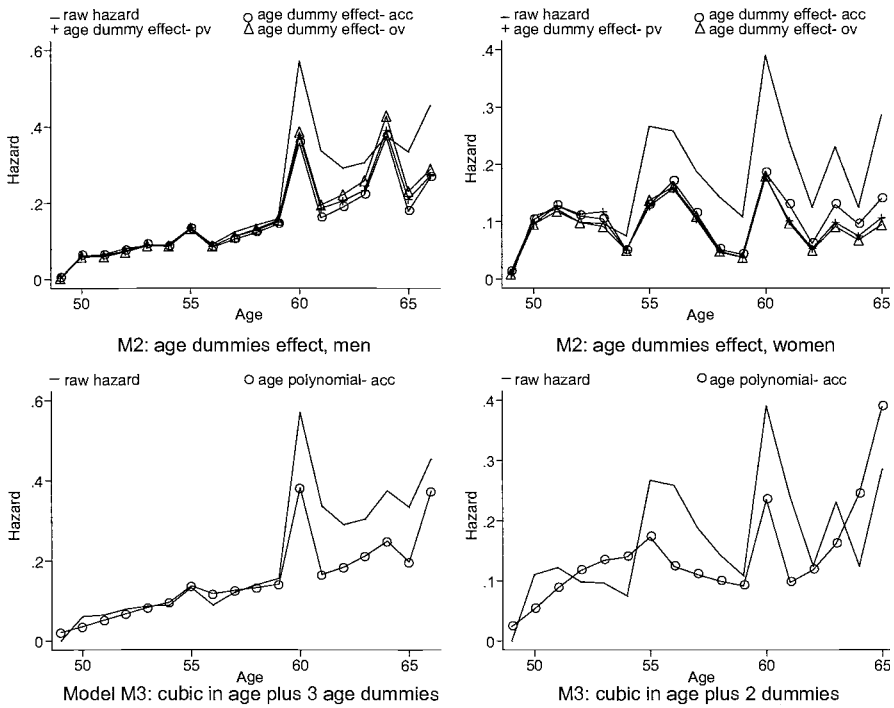 raw hazard
age dummy effect- acc
age dummy effect- pv
age dummy effect- ov
.6
.4
.2
0
Hazard
50
55
60
65
Age
M2: age dummies effect, men
raw hazard
age dummy effect- acc
age dummy effect- pv
age dummy effect- ov
.4
.3
.2
.1
0
Hazard
50
55
60
65
Age
M2: age dummies effect, women
raw hazard
age polynomial- acc
.6
.4
.2
0
Hazard
50
55
60
65
Age
Model M3: cubic in age plus 3 age dummies
raw hazard
age polynomial- acc
.4
.3
.2
.1
0
Hazard
50
55
60
65
Age
M3: cubic in age plus 2 dummies